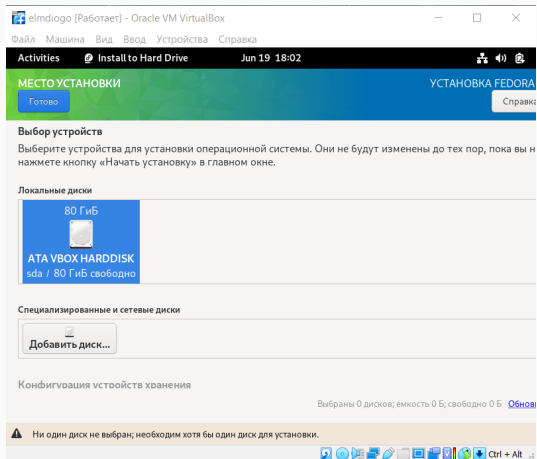 elmdiogo [Работает] - Oracle VM VirtualBox
Файл Машина Вид Ввод Устройства Справка
Activities Install to Hard Drive Jun 19 18:02
МЕСТО УСТАНОВКИ УСТАНОВКА FEDORA
Готово Справка
Выбор устройств
Выберите устройства для установки операционной системы. Они не будут изменены до тех пор, пока вы н
нажмете кнопку «Начать установку» в главном окне.
Локальные диски
80 ГиБ
ATA VBOX HARDDISK
sda / 80 ГиБ свободно
Специализированные и сетевые диски
Добавить диск...
Конфигурация устройств хранения
Выбраны 0 дисков; емкость 0 Б; свободно 0 Б Обнови
Ни один диск не выбран; необходим хотя бы один диск для установки.
Ctrl + Alt